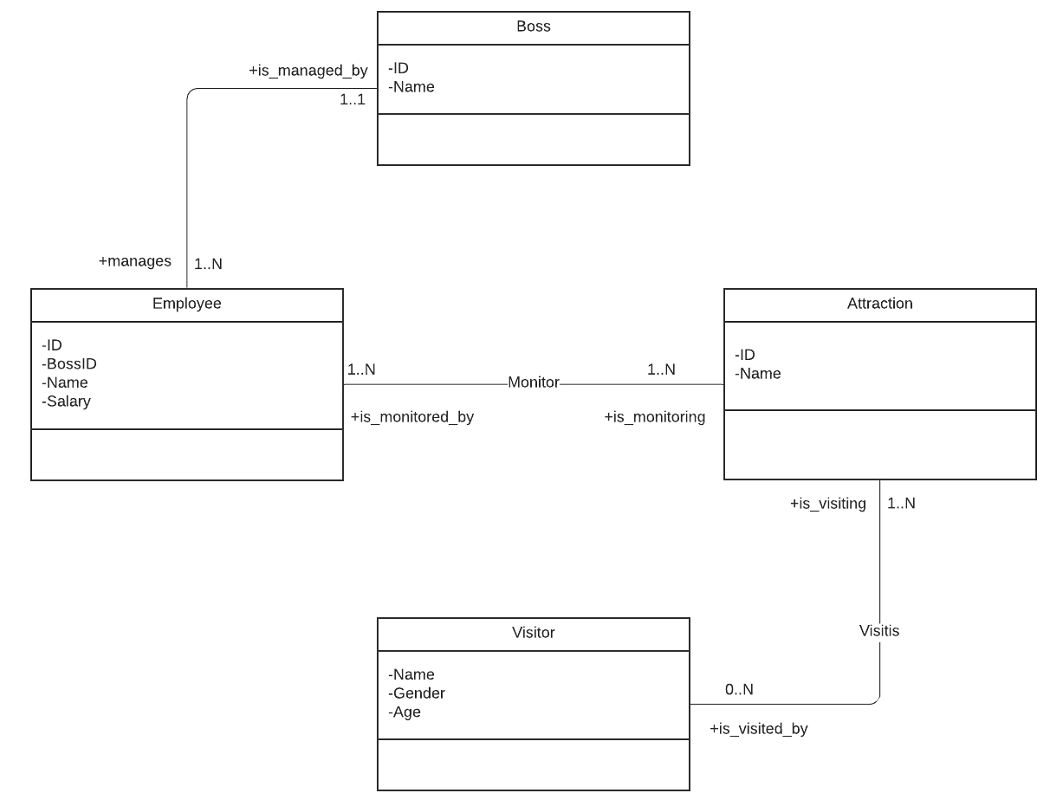 Boss
-ID
-Name
+is_managed_by
1..1
+manages
1..N
Employee
-ID
-BossID
-Name
-Salary
1..N
Monitor
1..N
+is_monitored_by
+is_monitoring
Attraction
-ID
-Name
+is_visiting
1..N
Visitis
Visitor
-Name
-Gender
-Age
0..N
+is_visited_by